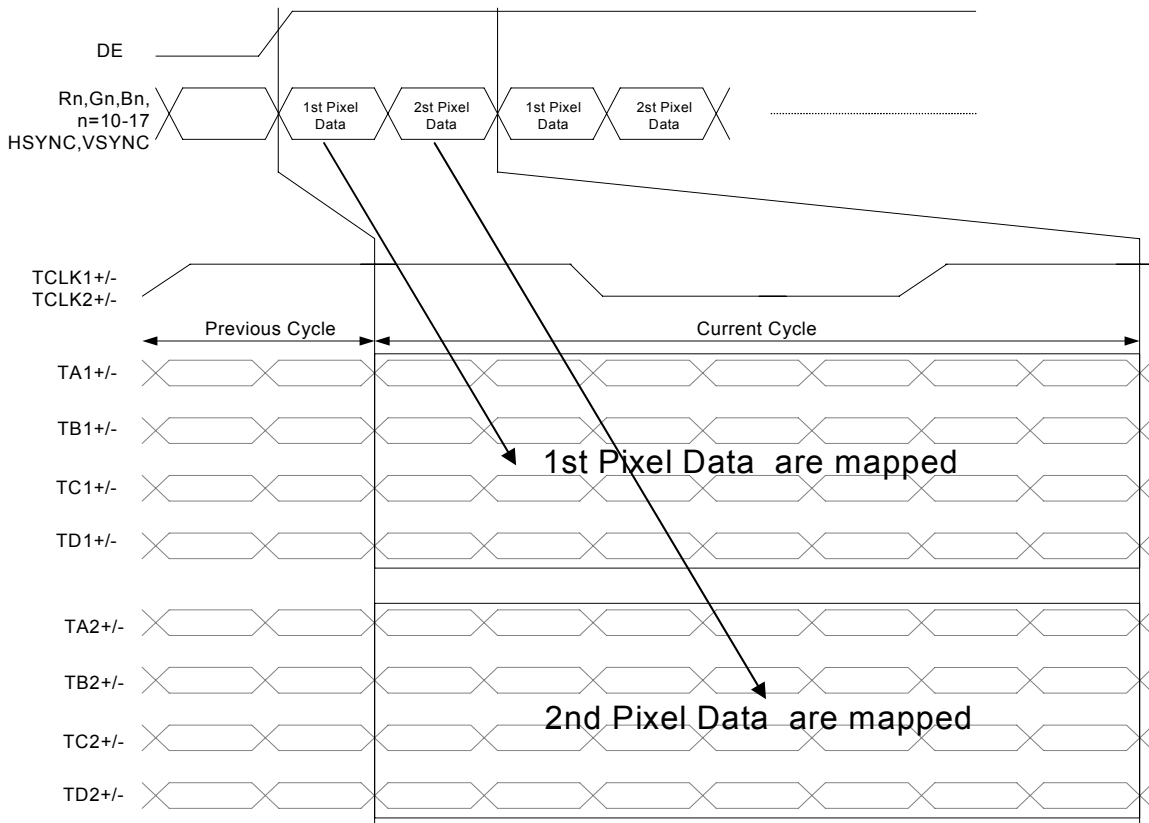 DE
Rn,Gn,Bn,
n=10-17
HSYNC,VSYNC
1st Pixel
Data
2st Pixel
Data
1st Pixel
Data
2st Pixel
Data
TCLK1+/-
TCLK2+/-
Previous Cycle
Current Cycle
TA1+/-
TB1+/-
1st Pixel Data are mapped
TC1+/-
TD1+/-
TA2+/-
TB2+/-
2nd Pixel Data are mapped
TC2+/-
TD2+/-